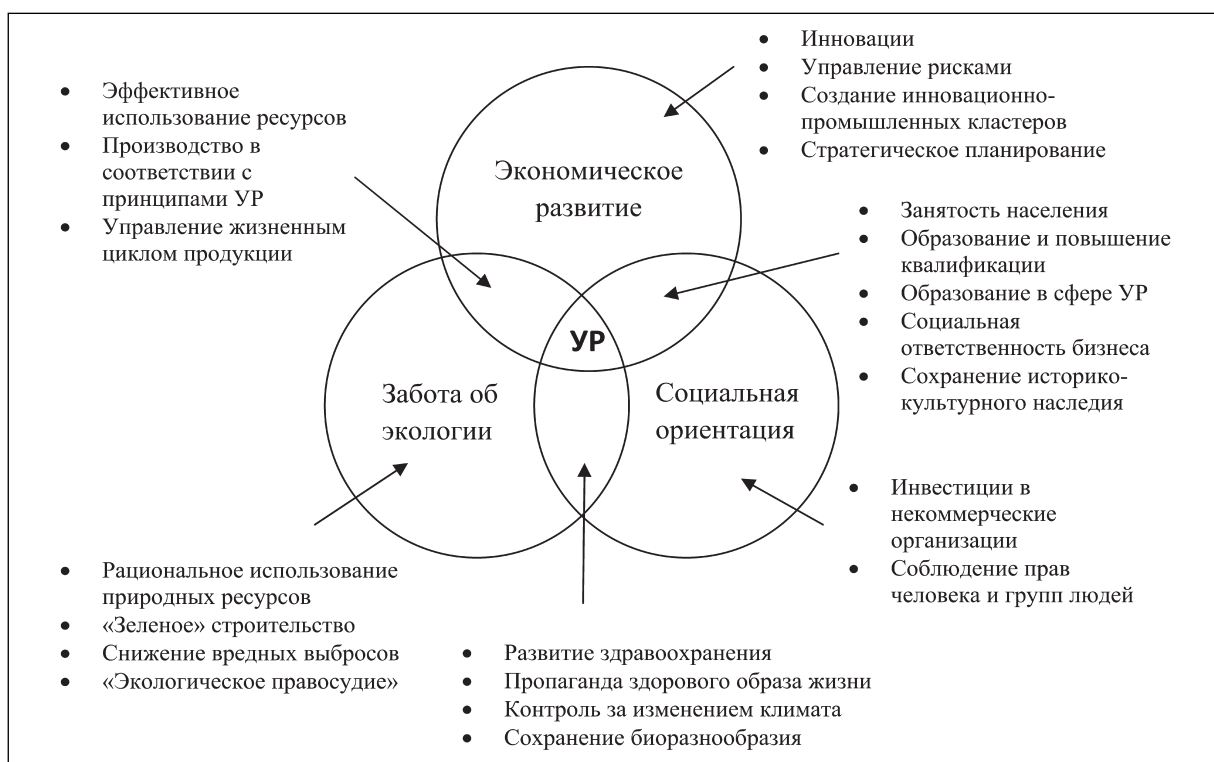 • Инновации
• Управление рисками
• Создание инновационно-
промышленных кластеров
• Стратегическое планирование
• Эффективное
использование ресурсов
• Производство в
соответствии с
принципами УР
• Управление жизненным
циклом продукции
Экономическое
развитие
• Занятость населения
• Образование и повышение
квалификации
• Образование в сфере УР
• Социальная
ответственность бизнеса
• Сохранение историко-
культурного наследия
УР
Забота об
экологии
Социальная
ориентация
• Инвестиции в
некоммерческие
организации
• Соблюдение прав
человека и групп людей
• Рациональное использование
природных ресурсов
• «Зеленое» строительство
• Снижение вредных выбросов
• «Экологическое правосудие»
• Развитие здравоохранения
• Пропаганда здорового образа жизни
• Контроль за изменением климата
• Сохранение биоразнообразия